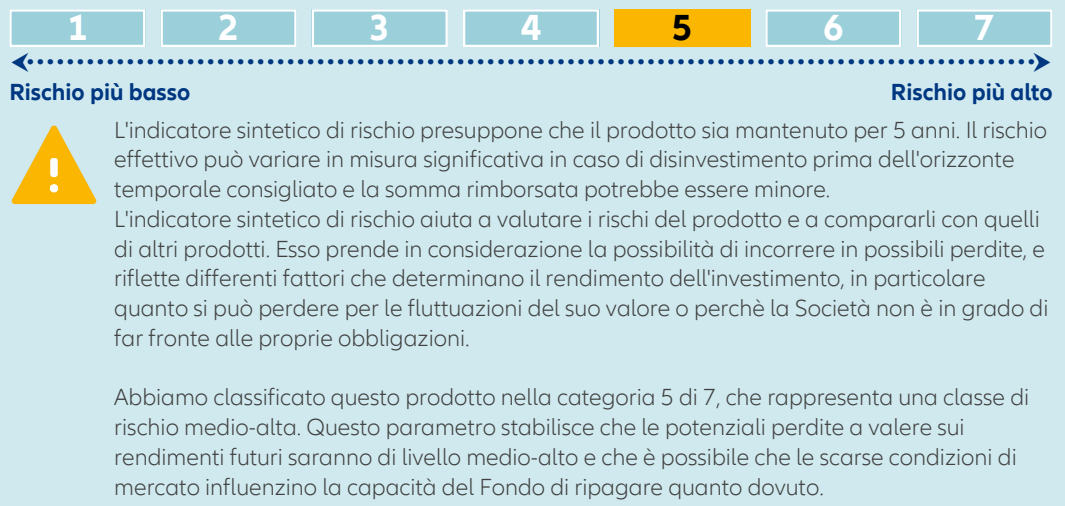 1 2 3 4 5 6 7
Rischio più basso Rischio più alto
L'indicatore sintetico di rischio presuppone che il prodotto sia mantenuto per 5 anni. Il rischio
effettivo può variare in misura significativa in caso di disinvestimento prima dell'orizzonte
temporale consigliato e la somma rimborsata potrebbe essere minore.
L'indicatore sintetico di rischio aiuta a valutare i rischi del prodotto e a compararli con quelli
di altri prodotti. Esso prende in considerazione la possibilità di incorrere in possibili perdite, e
riflette differenti fattori che determinano il rendimento dell'investimento, in particolare
quanto si può perdere per le fluttuazioni del suo valore o perchè la Società non è in grado di
far fronte alle proprie obbligazioni.
Abbiamo classificato questo prodotto nella categoria 5 di 7, che rappresenta una classe di
rischio medio-alta. Questo parametro stabilisce che le potenziali perdite a valere sui
rendimenti futuri saranno di livello medio-alto e che è possibile che le scarse condizioni di
mercato influenzino la capacità del Fondo di ripagare quanto dovuto.